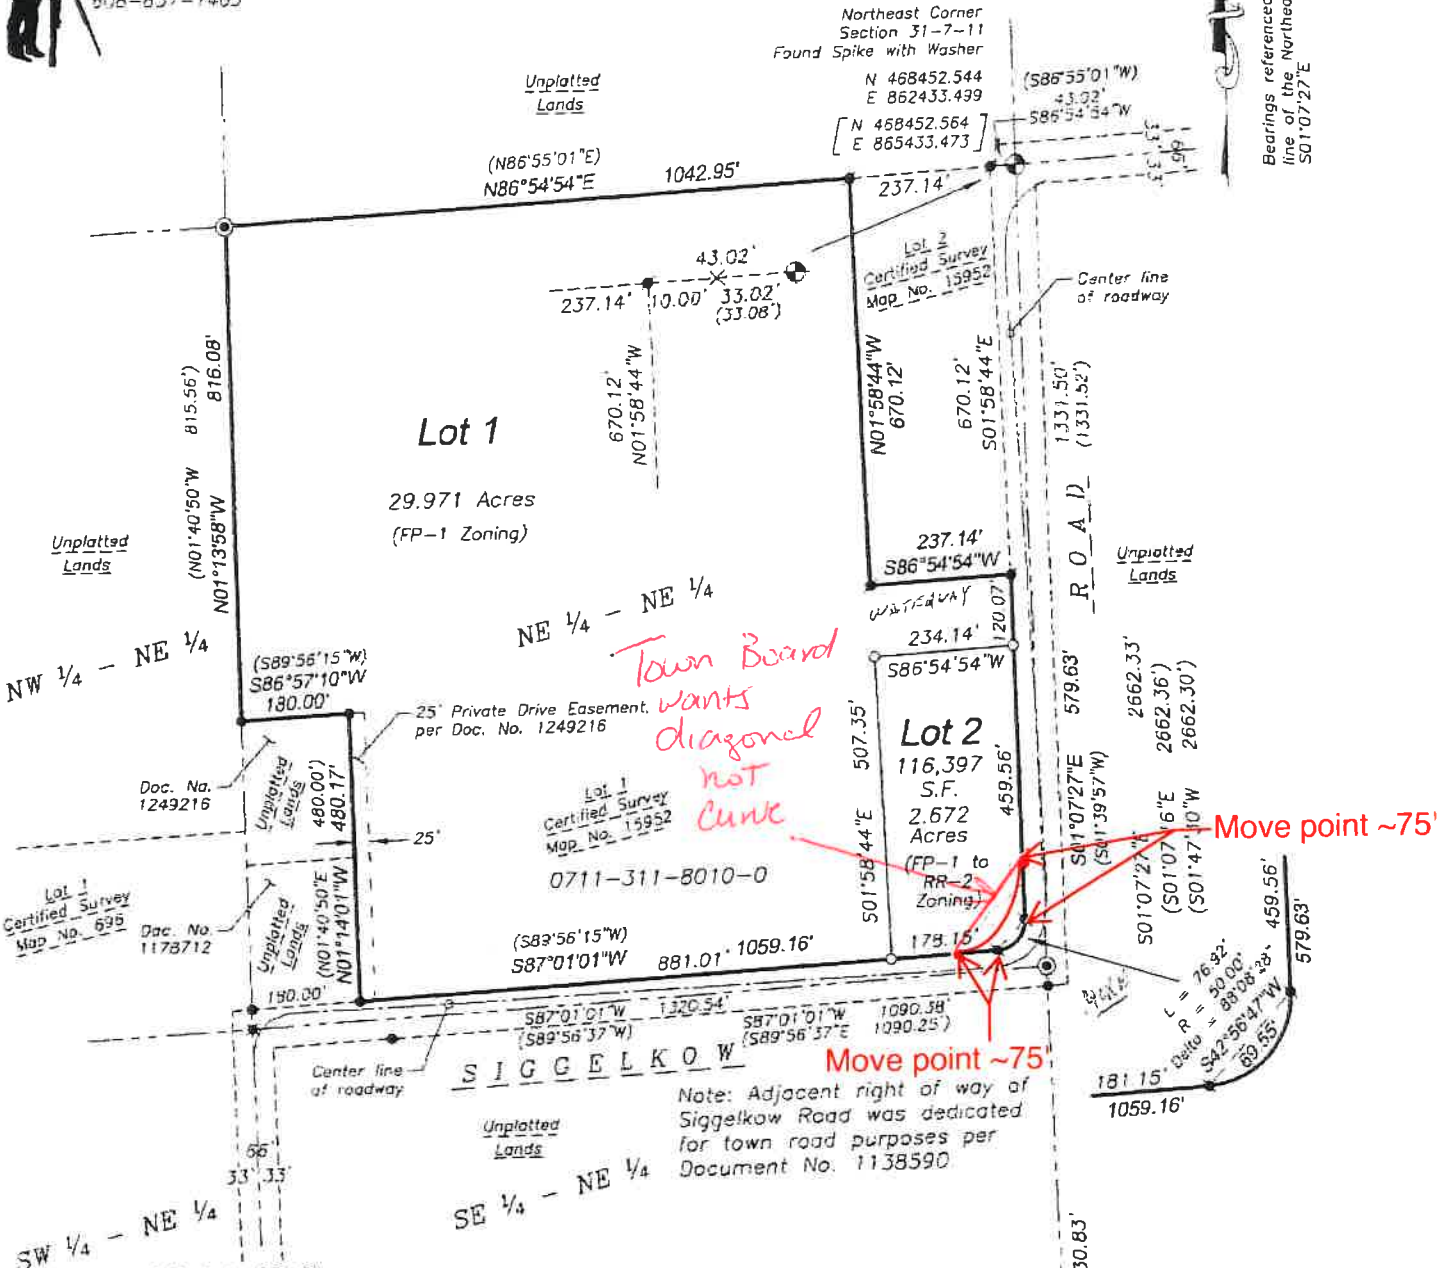 Northeast Corner
Section 31-7-11
Found Spike with Washer
N 468452.544
E 862433.499
N 468452.564
E 865433.473
(S86°55'01"W)
43.02'
S86°54'54"W
33'
33'
66'
Bearings referenced
line of the Northeas
S01°07'27"E
Unplatted
Lands
(N86°55'01"E)
N86°54'54"E
1042.95'
237.14'
Lot 2
Certified Survey
Map No. 15952
43.02'
237.14' 10.00' 33.02'
(33.08')
Center line
of roadway
670.12'
N01°58'44"W
N01°58'44"W
670.12'
670.12'
S01°58'44"E
1331.50'
(1331.52')
815.56')
816.08'
(N01°40'50"W
N01°13'58"W
Lot 1
29.971 Acres
(FP-1 Zoning)
Unplatted
Lands
ROAD
Unplatted
Lands
237.14'
S86°54'54"W
WATERWAY
120.07'
234.14'
S86°54'54"W
NW ¼ - NE ¼
NE ¼ - NE ¼
(S89°56'15"W)
S86°57'10"W
180.00'
25' Private Drive Easement.
per Doc. No. 1249216
Town Board
wants
diagonal
not
Curve
507.35'
S01°58'44"E
Lot 2
116,397
S.F.
2.672
Acres
(FP-1 to
RR-2
Zoning)
459.56'
579.63'
S01°07'27"E
(S01°39'57"W)
2662.33'
2662.36')
2662.30')
(S01°47'10"W
Doc. No.
1249216
Unplatted
Lands
480.00')
480.17'
25'
Lot 1
Certified Survey
Map No. 15952
0711-311-8010-0
Move point ~75'
Lot 1
Certified Survey
Map No. 696
Doc. No.
1178712
Unplatted
Lands
(N01°40'50"E
N01°14'01"W
(S89°56'15"W)
S87°01'01"W
881.01'
1059.16'
178.15'
180.00'
S87°01'01"W
(S89°56'37"W)
1320.54'
S87°01'01"W
(S89°56'37"E
1090.38'
1090.25')
459.56'
579.63'
L = 76.92'
R = 50.00'
Delta = 88°08'28"
S42°56'47"W
69.55'
181.15'
1059.16'
Center line
of roadway
SIGGELKOW
Move point ~75'
Note: Adjacent right of way of
Siggelkow Road was dedicated
for town road purposes per
Document No. 1138590
Unplatted
Lands
66'
33' 33'
SW ¼ - NE ¼
SE ¼ - NE ¼
30.83'